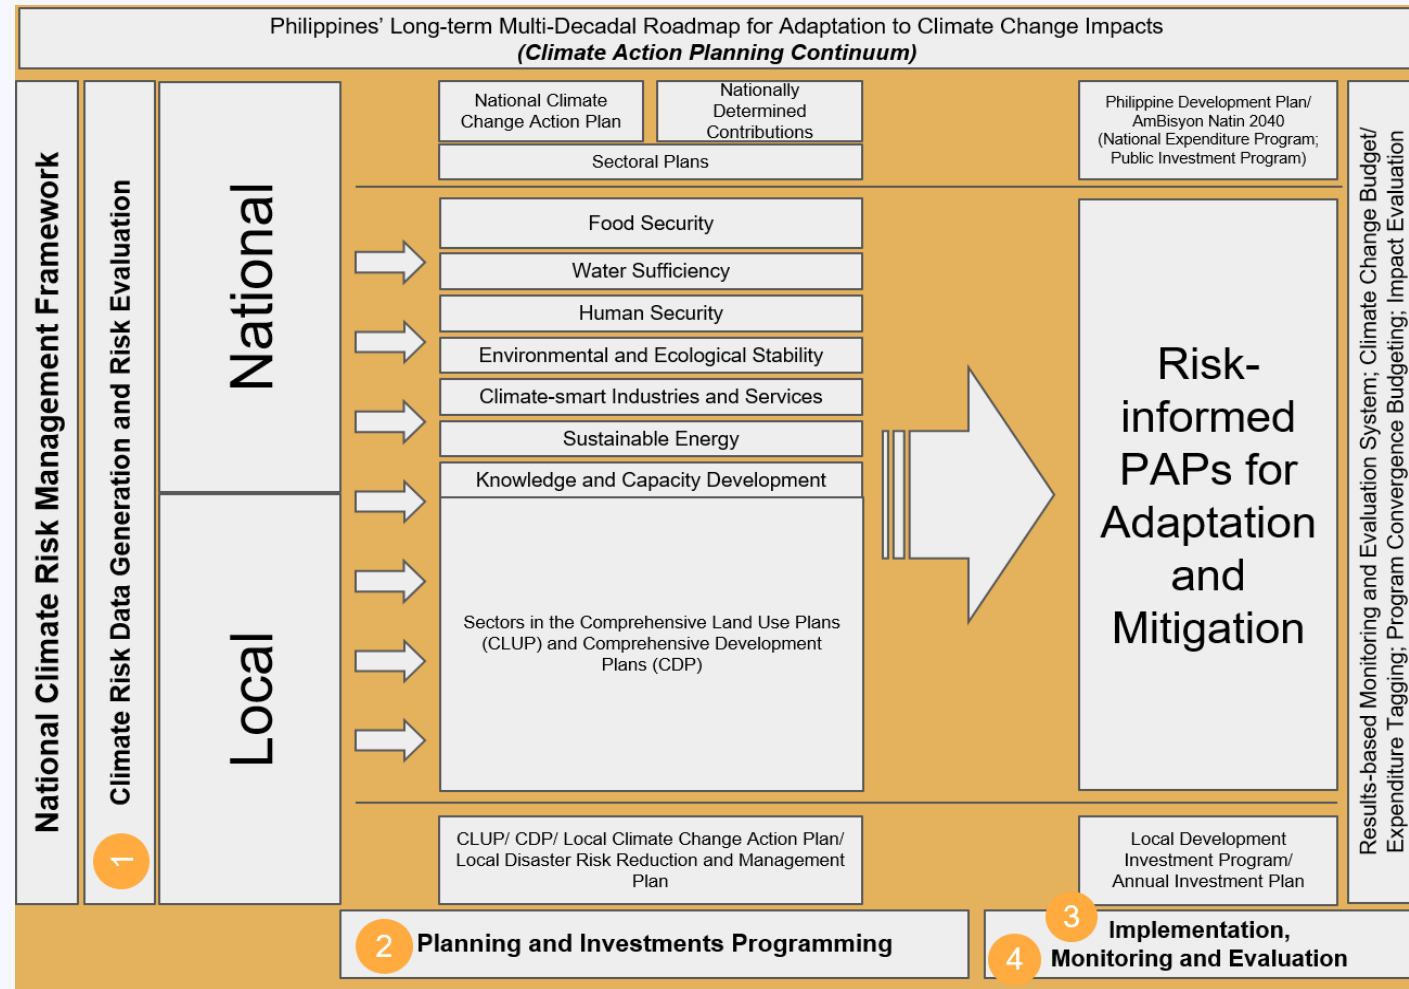 Philippines’ Long-term Multi-Decadal Roadmap for Adaptation to Climate Change Impacts
(Climate Action Planning Continuum)
National Climate Risk Management Framework
Climate Risk Data Generation and Risk Evaluation
1
National
Local
National Climate
Change Action Plan
Nationally
Determined
Contributions
Sectoral Plans
Food Security
Water Sufficiency
Human Security
Environmental and Ecological Stability
Climate-smart Industries and Services
Sustainable Energy
Knowledge and Capacity Development
Sectors in the Comprehensive Land Use Plans
(CLUP) and Comprehensive Development
Plans (CDP)
CLUP/ CDP/ Local Climate Change Action Plan/
Local Disaster Risk Reduction and Management
Plan
Philippine Development Plan/
AmBisyon Natin 2040
(National Expenditure Program;
Public Investment Program)
Risk-
informed
PAPs for
Adaptation
and
Mitigation
Local Development
Investment Program/
Annual Investment Plan
Results-based Monitoring and Evaluation System; Climate Change Budget/
Expenditure Tagging; Program Convergence Budgeting; Impact Evaluation
2
Planning and Investments Programming
3
4
Implementation,
Monitoring and Evaluation